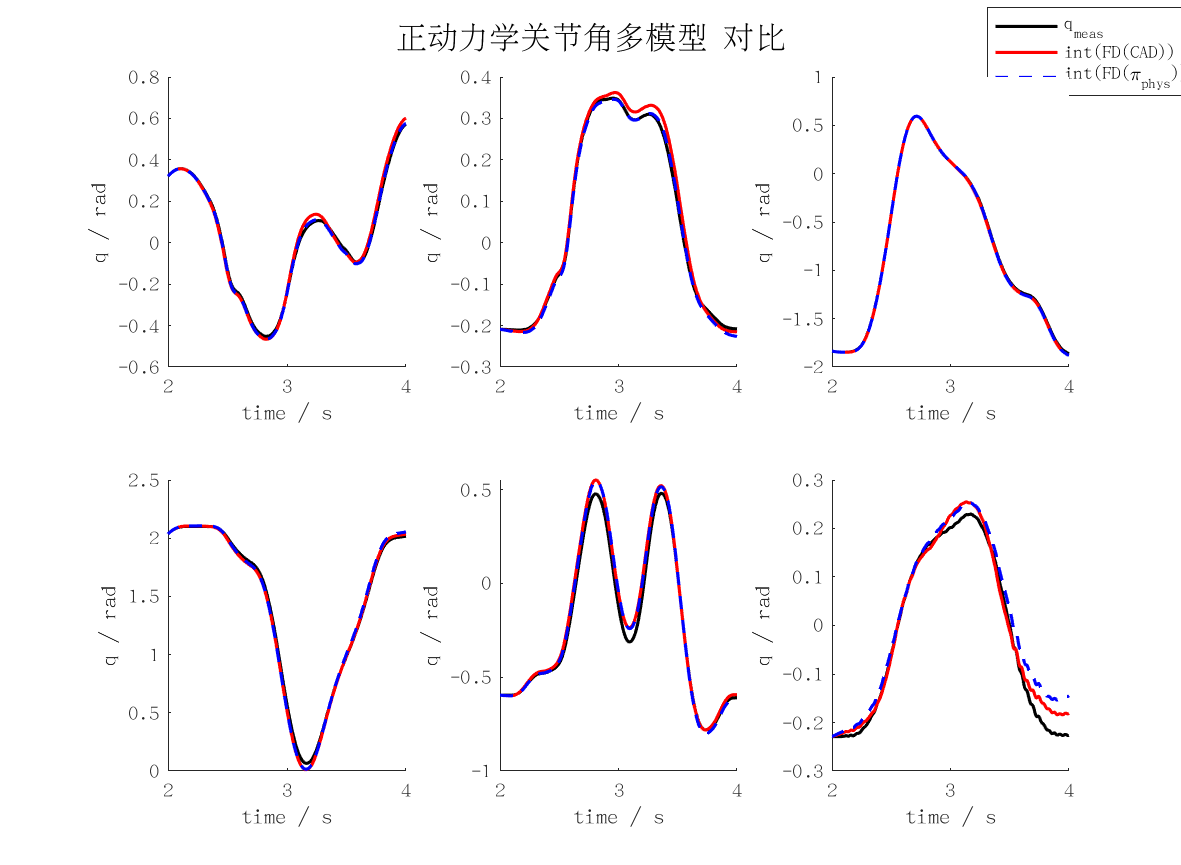 正动力学关节角多模型 对比
q_meas
int(FD(CAD))
int(FD(π_phys)
0.8
0.6
0.4
0.2
0
-0.2
-0.4
-0.6
q / rad
2 3 4
time / s
0.4
0.3
0.2
0.1
0
-0.1
-0.2
-0.3
q / rad
2 3 4
time / s
1
0.5
0
-0.5
-1
-1.5
-2
q / rad
2 3 4
time / s
2.5
2
1.5
1
0.5
0
q / rad
2 3 4
time / s
0.5
0
-0.5
-1
q / rad
2 3 4
time / s
0.3
0.2
0.1
0
-0.1
-0.2
-0.3
q / rad
2 3 4
time / s